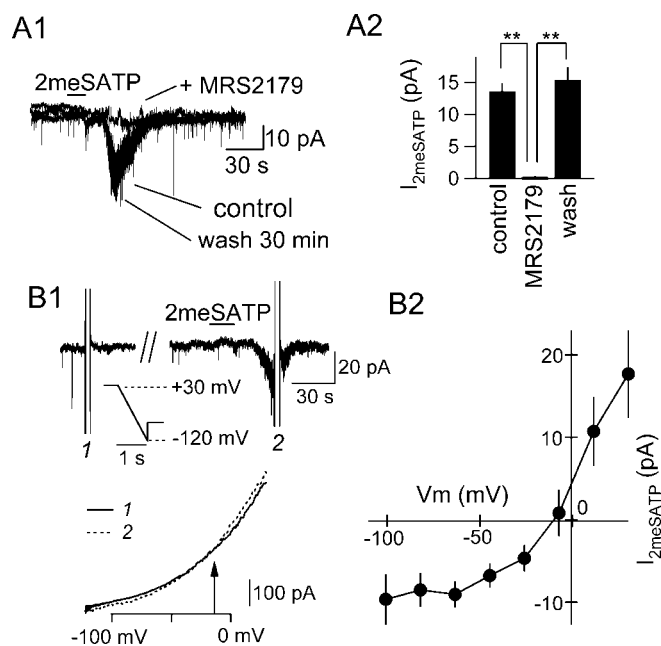 A1
2meSATP
+ MRS2179
10 pA
30 s
control
wash 30 min
A2
**
**
I2meSATP (pA)
15
10
5
0
control
MRS2179
wash
B1
2meSATP
20 pA
30 s
+30 mV
-120 mV
1 s
1
2
1
2
100 pA
-100 mV
0 mV
B2
20
10
0
-10
Vm (mV)
-100
-50
I2meSATP (pA)